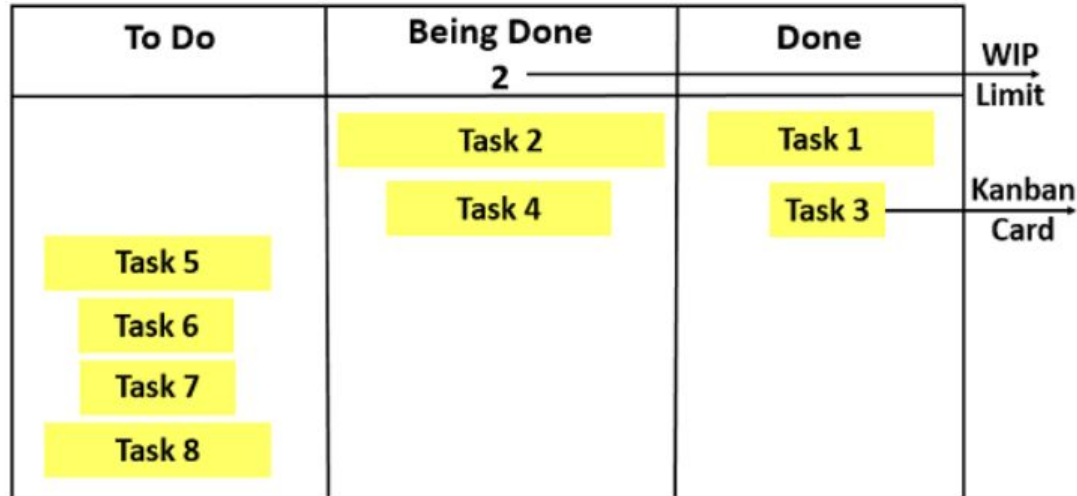 To Do
Being Done
2
Done
WIP
Limit
Task 2
Task 1
Task 4
Task 3
Kanban
Card
Task 5
Task 6
Task 7
Task 8